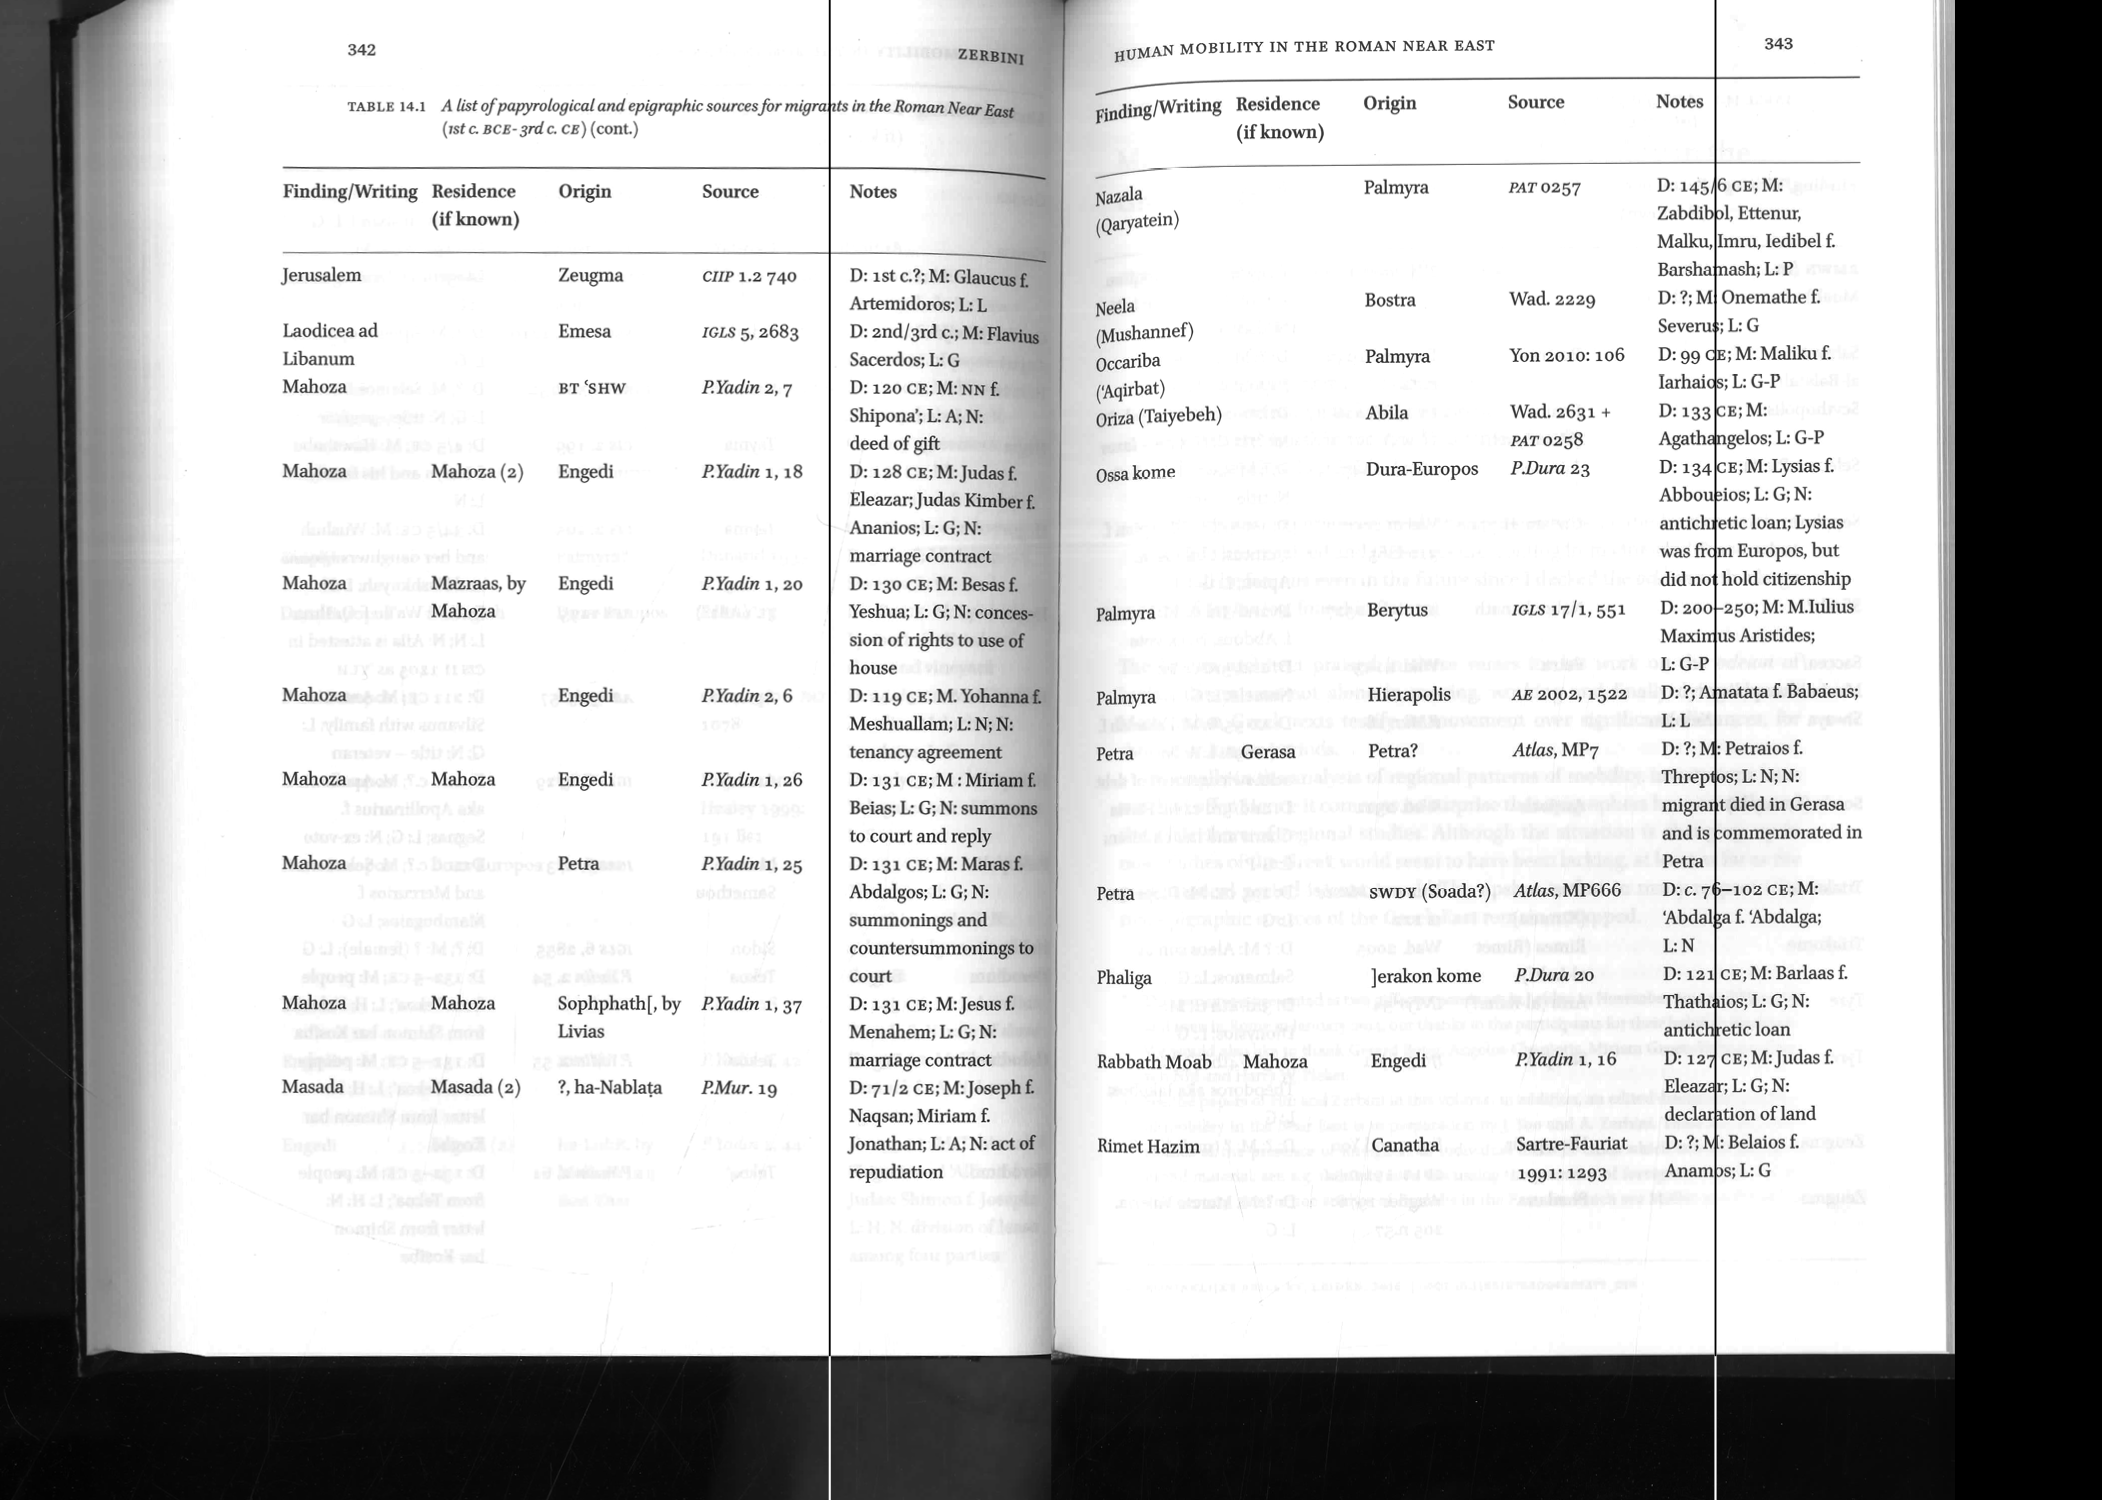 342
ZERBINI
TABLE 14.1 A list of papyrological and epigraphic sources for migrants in the Roman Near East
(1st c. BCE- 3rd c. CE) (cont.)
Finding/Writing Residence Origin Source Notes
(if known)
Jerusalem Zeugma CIIP 1.2 740 D: 1st c.?; M: Glaucus f.
Artemidoros; L: L
Laodicea ad Emesa IGLS 5, 2683 D: 2nd/3rd c.; M: Flavius
Libanum Sacerdos; L: G
Mahoza BT ʿSHW P.Yadin 2, 7 D: 120 CE; M: NN f.
Shipona’; L: A; N:
deed of gift
Mahoza Mahoza (2) Engedi P.Yadin 1, 18 D: 128 CE; M: Judas f.
Eleazar; Judas Kimber f.
Ananios; L: G; N:
marriage contract
Mahoza Mazraas, by Engedi P.Yadin 1, 20 D: 130 CE; M: Besas f.
Mahoza Yeshua; L: G; N: conces-
sion of rights to use of
house
Mahoza Engedi P.Yadin 2, 6 D: 119 CE; M. Yohanna f.
Meshuallam; L: N; N:
tenancy agreement
Mahoza Mahoza Engedi P.Yadin 1, 26 D: 131 CE; M : Miriam f.
Beias; L: G; N: summons
to court and reply
Mahoza Petra P.Yadin 1, 25 D: 131 CE; M: Maras f.
Abdalgos; L: G; N:
summonings and
countersummonings to
court
Mahoza Mahoza Sophphath[, by P.Yadin 1, 37 D: 131 CE; M: Jesus f.
Livias Menahem; L: G; N:
marriage contract
Masada Masada (2) ?, ha-Nablaṭa P.Mur. 19 D: 71/2 CE; M: Joseph f.
Naqsan; Miriam f.
Jonathan; L: A; N: act of
repudiation
HUMAN MOBILITY IN THE ROMAN NEAR EAST
343
Finding/Writing Residence Origin Source Notes
(if known)
Nazala Palmyra PAT 0257 D: 145/6 CE; M:
(Qaryatein) Zabdibol, Ettenur,
Malku, Imru, Iedibel f.
Barshamash; L: P
Neela Bostra Wad. 2229 D: ?; M: Onemathe f.
(Mushannef) Severus; L: G
Occariba Palmyra Yon 2010: 106 D: 99 CE; M: Maliku f.
(‘Aqirbat) Iarhaios; L: G-P
Oriza (Taiyebeh) Abila Wad. 2631 + D: 133 CE; M:
PAT 0258 Agathangelos; L: G-P
Ossa kome Dura-Europos P.Dura 23 D: 134 CE; M: Lysias f.
Abboueios; L: G; N:
antichretic loan; Lysias
was from Europos, but
did not hold citizenship
Palmyra Berytus IGLS 17/1, 551 D: 200–250; M: M.Iulius
Maximus Aristides;
L: G-P
Palmyra Hierapolis AE 2002, 1522 D: ?; Amatata f. Babaeus;
L: L
Petra Gerasa Petra? Atlas, MP7 D: ?; M: Petraios f.
Threptos; L: N; N:
migrant died in Gerasa
and is commemorated in
Petra
Petra SWDY (Soada?) Atlas, MP666 D: c. 76–102 CE; M:
‘Abdalga f. ‘Abdalga;
L: N
Phaliga ]erakon kome P.Dura 20 D: 121 CE; M: Barlaas f.
Thathaios; L: G; N:
antichretic loan
Rabbath Moab Mahoza Engedi P.Yadin 1, 16 D: 127 CE; M: Judas f.
Eleazar; L: G; N:
declaration of land
Rimet Hazim Canatha Sartre-Fauriat D: ?; M: Belaios f.
1991: 1293 Anamos; L: G